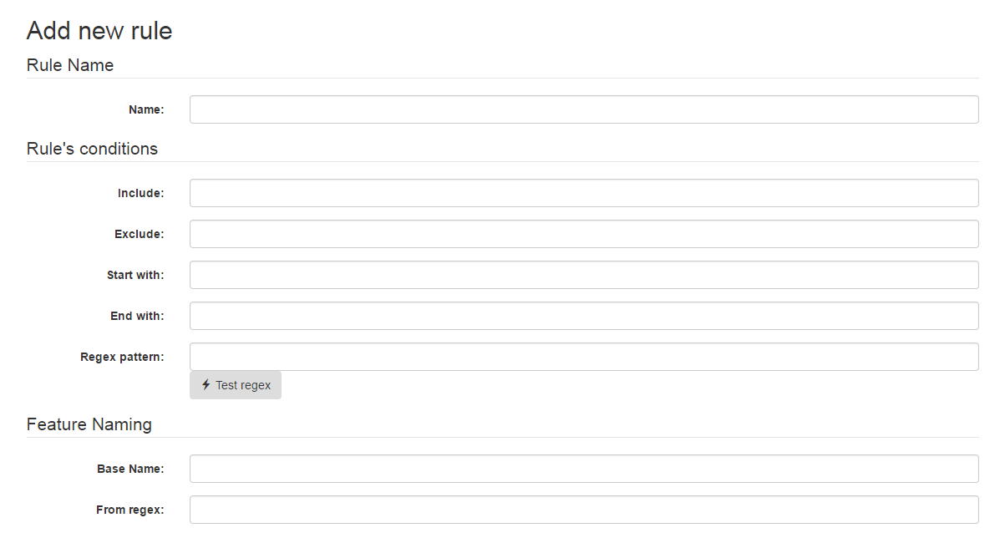 Add new rule
Rule Name
Name:
Rule's conditions
Include:
Exclude:
Start with:
End with:
Regex pattern:
Test regex
Feature Naming
Base Name:
From regex: